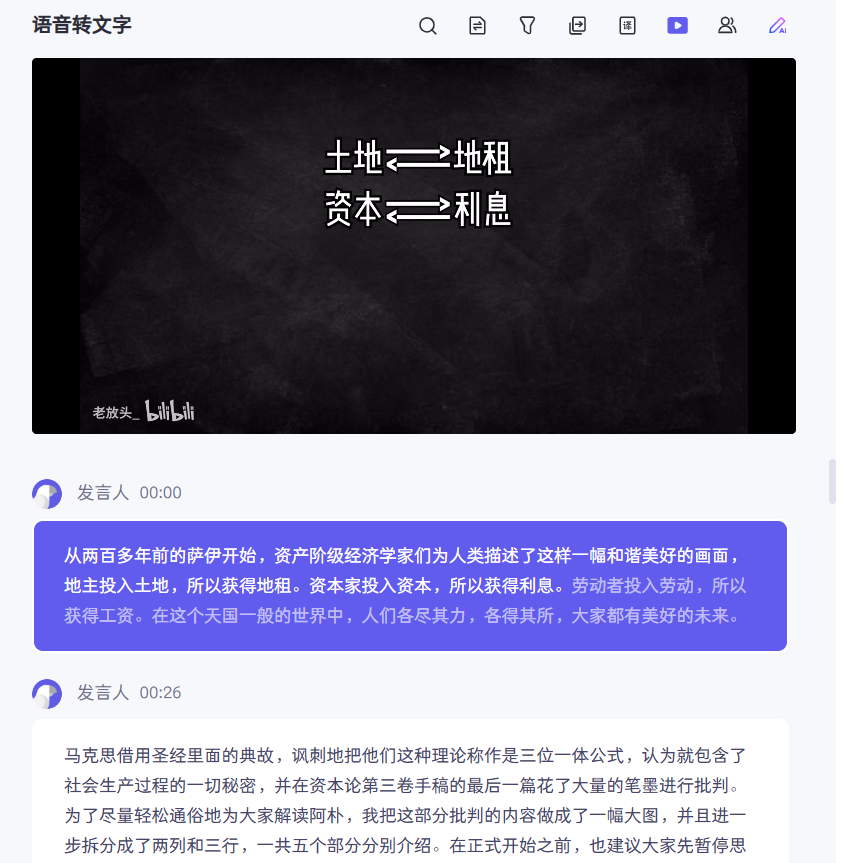 语音转文字
译
AI
土地⇌地租
资本⇌利息
老放头_ bilibili
发言人 00:00
从两百多年前的萨伊开始，资产阶级经济学家们为人类描述了这样一幅和谐美好的画面，
地主投入土地，所以获得地租。资本家投入资本，所以获得利息。劳动者投入劳动，所以
获得工资。在这个天国一般的世界中，人们各尽其力，各得其所，大家都有美好的未来。
发言人 00:26
马克思借用圣经里面的典故，讽刺地把他们这种理论称作是三位一体公式，认为就包含了
社会生产过程的一切秘密，并在资本论第三卷手稿的最后一篇花了大量的笔墨进行批判。
为了尽量轻松通俗地为大家解读阿朴，我把这部分批判的内容做成了一幅大图，并且进一
步拆分成了两列和三行，一共五个部分分别介绍。在正式开始之前，也建议大家先暂停思